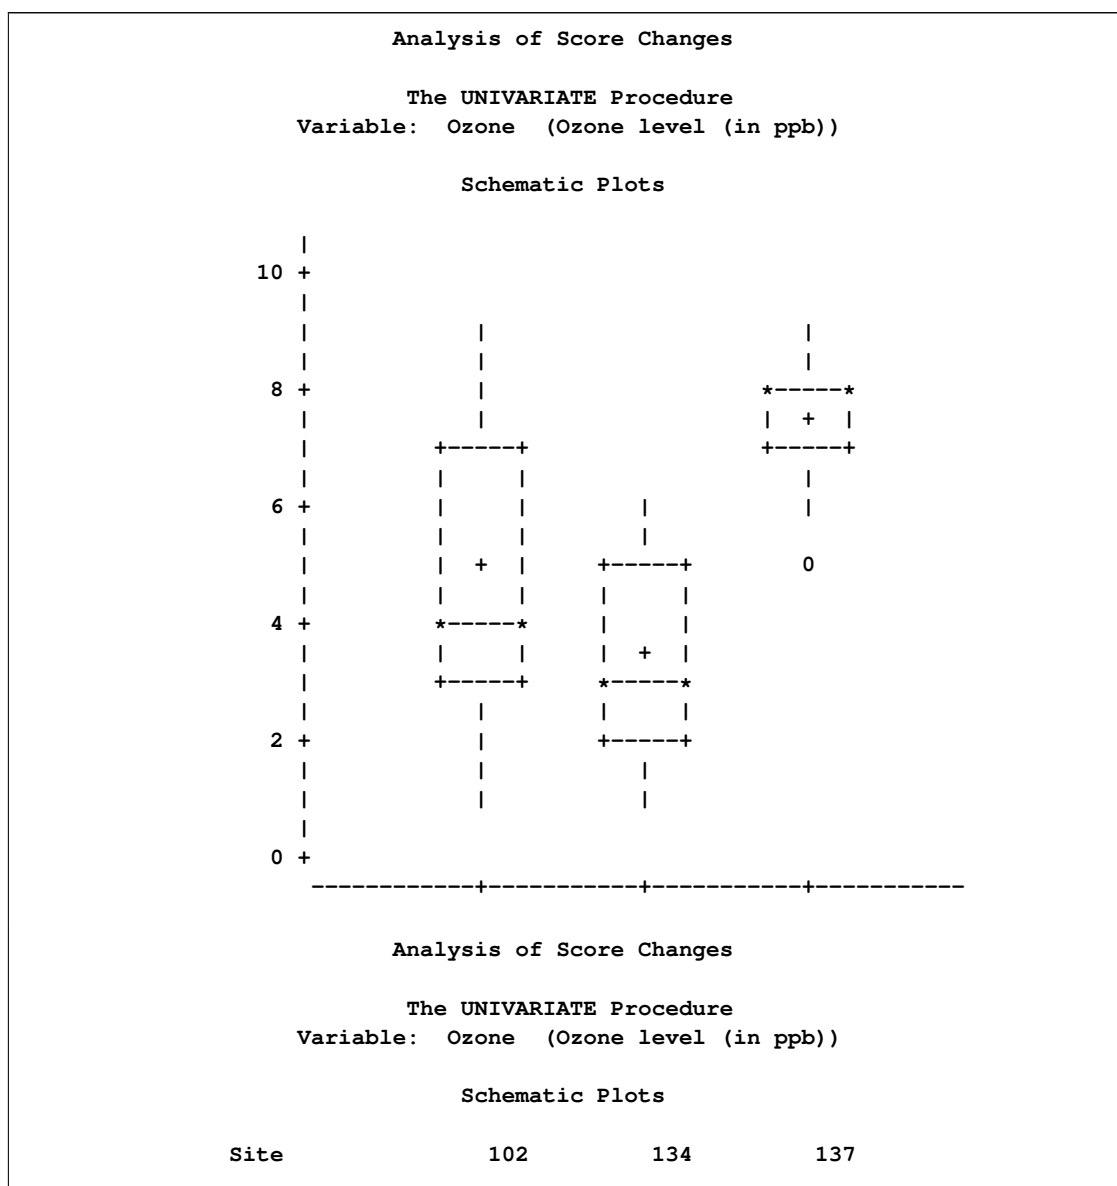 Analysis of Score Changes
The UNIVARIATE Procedure
Variable:  Ozone  (Ozone level (in ppb))
Schematic Plots
10
8
6
0
4
2
0
Analysis of Score Changes
The UNIVARIATE Procedure
Variable:  Ozone  (Ozone level (in ppb))
Schematic Plots
Site 102 134 137